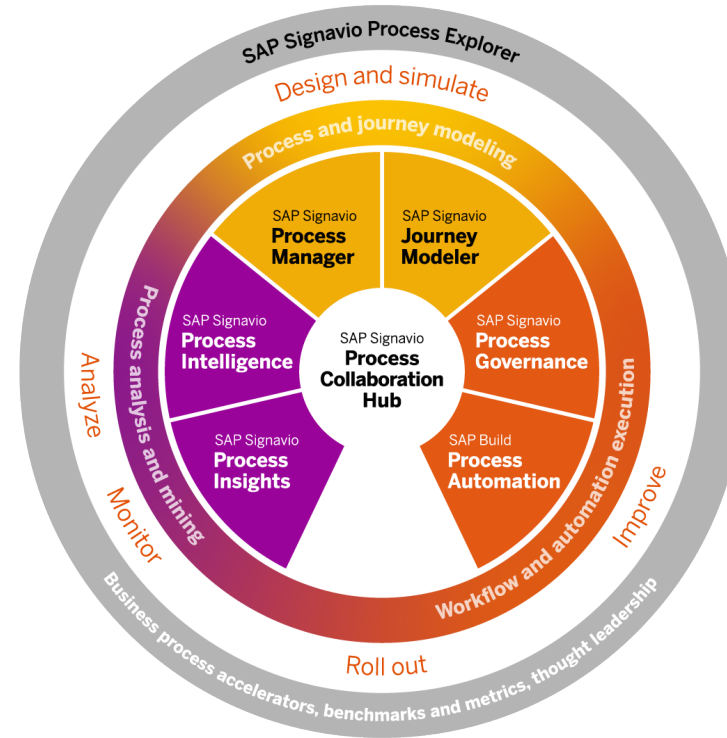 SAP Signavio Process Explorer
Design and simulate
Process and journey modeling
SAP Signavio
Process
Manager
SAP Signavio
Journey
Modeler
SAP Signavio
Process
Intelligence
SAP Signavio
Process
Governance
SAP Signavio
Process
Collaboration
Hub
SAP Signavio
Process
Insights
SAP Build
Process
Automation
Process analysis and mining
Workflow and automation execution
Analyze
Monitor
Improve
Roll out
Business process accelerators, benchmarks and metrics, thought leadership